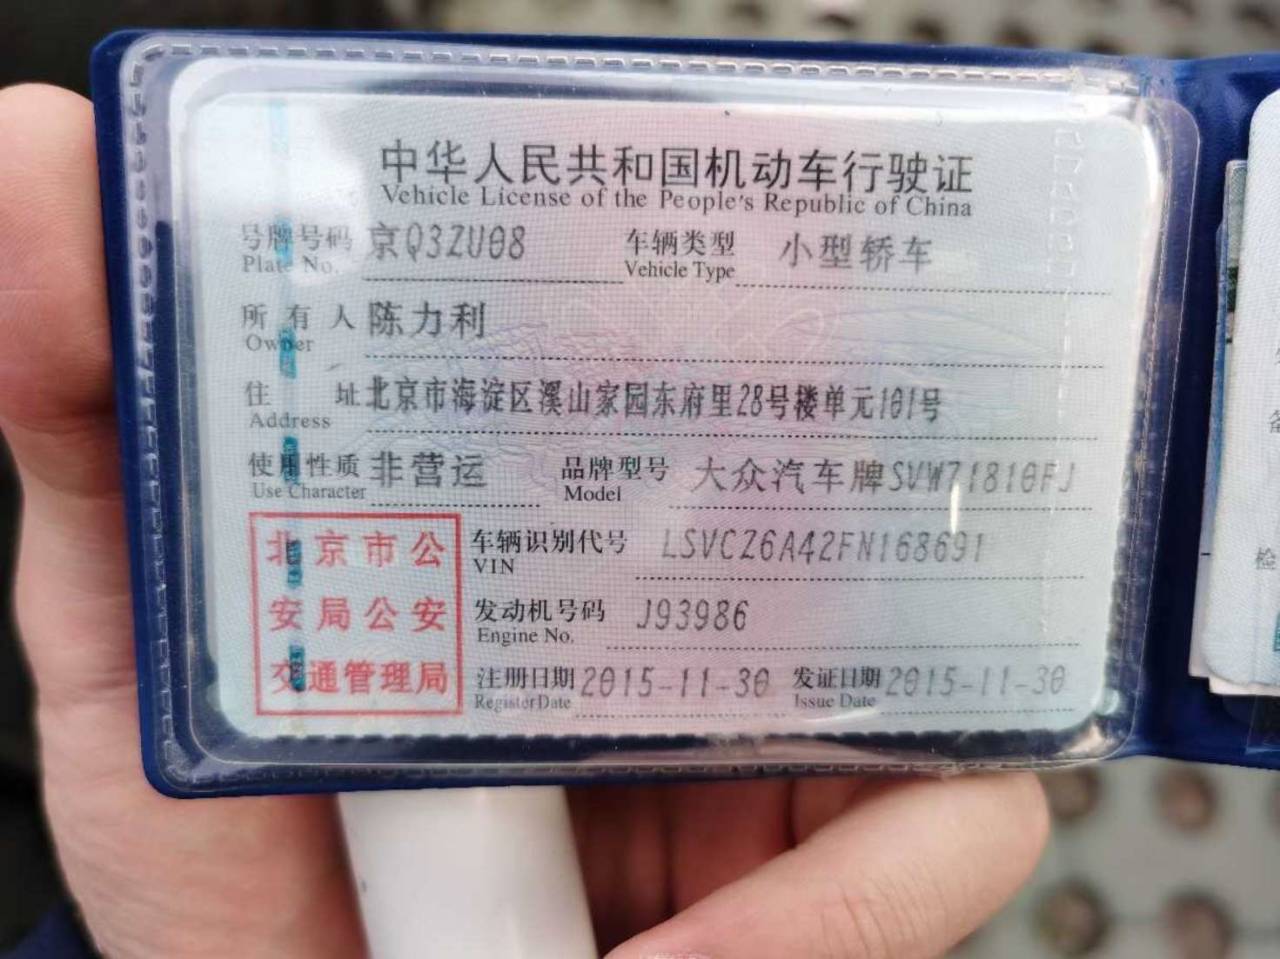 中华人民共和国机动车行驶证
Vehicle License of the People's Republic of China
号牌号码 京Q3ZU08 车辆类型 小型轿车
Plate No. Vehicle Type
所有人 陈力利
Owner
住址 北京市海淀区溪山家园东府里28号楼单元101号
Address
使用性质 非营运 品牌型号 大众汽车牌SVW71810FJ
Use Character Model
北京市公
安局公安
交通管理局
车辆识别代号 LSVCZ6A42FN168691
VIN
发动机号码 J93986
Engine No.
注册日期 2015-11-30 发证日期 2015-11-30
Register Date Issue Date
检